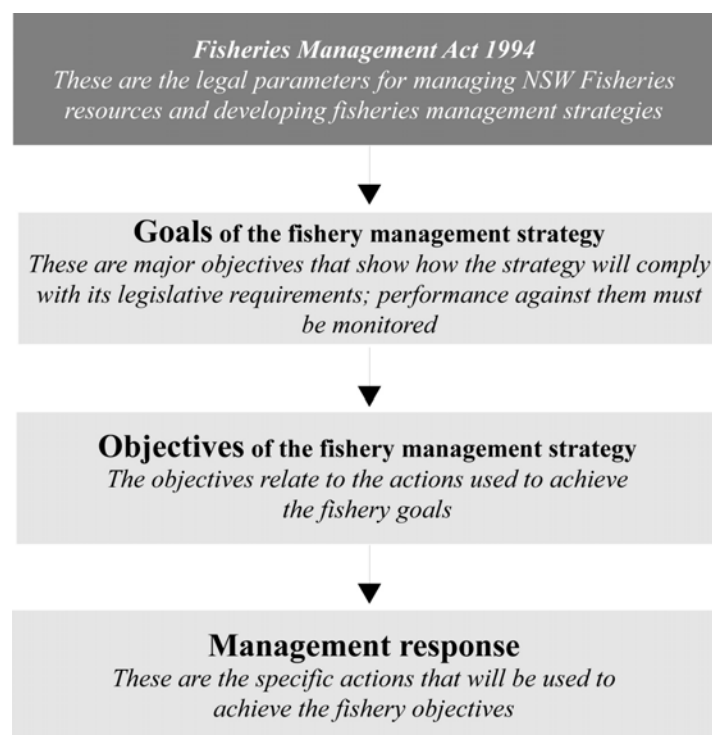 Fisheries Management Act 1994
These are the legal parameters for managing NSW Fisheries
resources and developing fisheries management strategies
Goals of the fishery management strategy
These are major objectives that show how the strategy will comply
with its legislative requirements; performance against them must
be monitored
Objectives of the fishery management strategy
The objectives relate to the actions used to achieve
the fishery goals
Management response
These are the specific actions that will be used to
achieve the fishery objectives